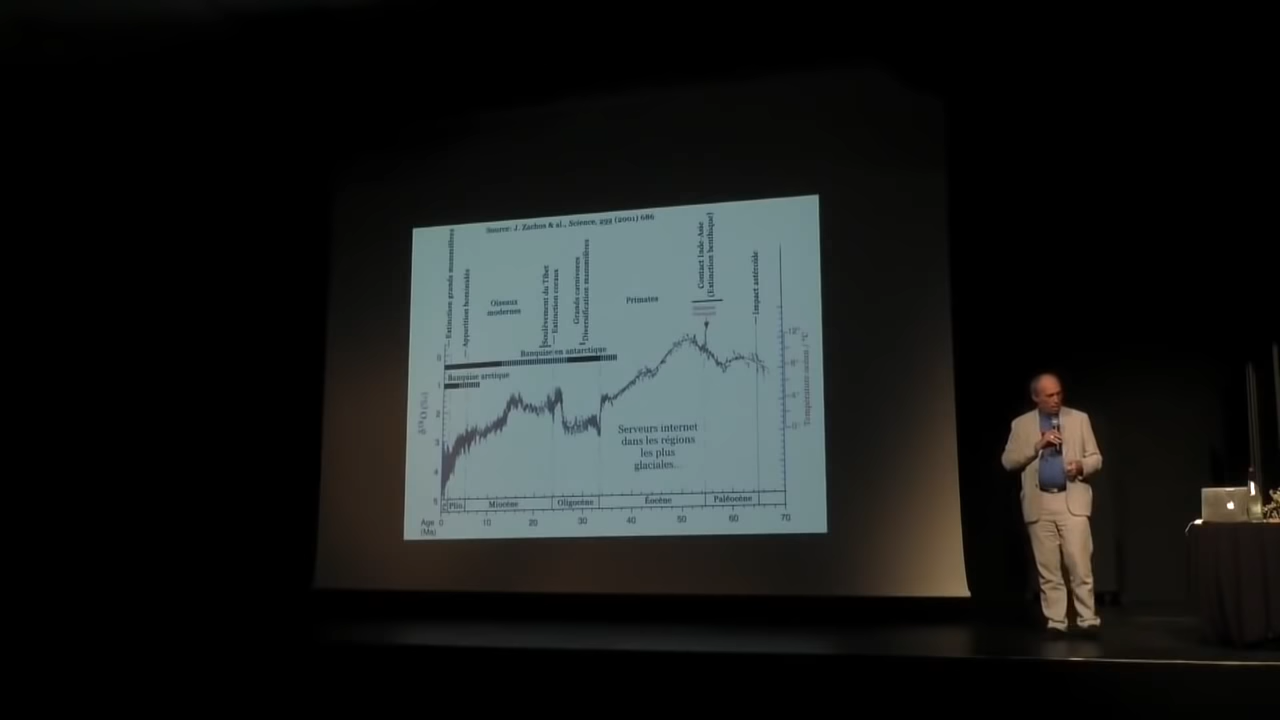 Source: J. Zachos & al., Science, 292 (2001) 686
Extinction grands mammifères
Apparition hominidés
Oiseaux
modernes
Soulèvement du Tibet
Extinction coraux
Grands carnivores
Diversification mammifères
Primates
Contact Inde-Asie
(Extinction benthique)
Impact astéroïde
Banquise en antarctique
Banquise arctique
Température océan / °C
Serveurs internet
dans les régions
les plus
glaciales...
Plio. Miocène Oligocène Éocène Paléocène
Age
(Ma)
0 10 20 30 40 50 60 70